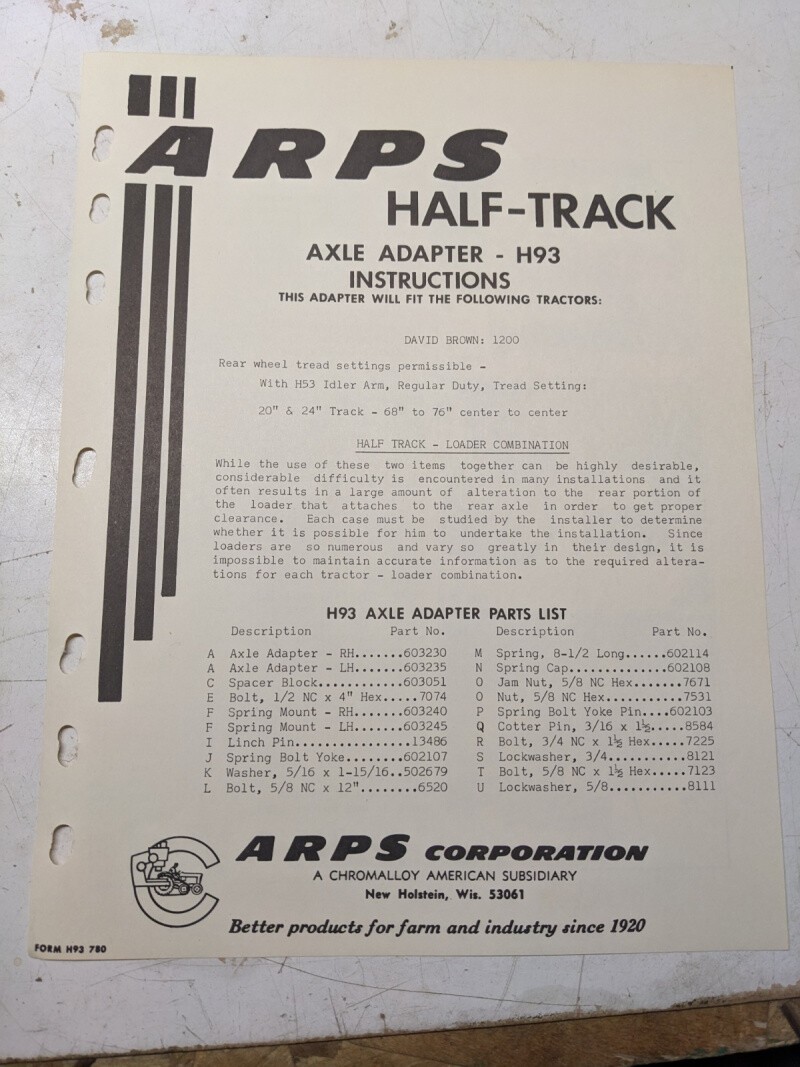 ARPS
HALF-TRACK
AXLE ADAPTER - H93
INSTRUCTIONS
THIS ADAPTER WILL FIT THE FOLLOWING TRACTORS:
DAVID BROWN: 1200
Rear wheel tread settings permissible -
With H53 Idler Arm, Regular Duty, Tread Setting:
20" & 24" Track - 68" to 76" center to center
HALF TRACK - LOADER COMBINATION
While the use of these two items together can be highly desirable,
considerable difficulty is encountered in many installations and it
often results in a large amount of alteration to the rear portion of
the loader that attaches to the rear axle in order to get proper
clearance. Each case must be studied by the installer to determine
whether it is possible for him to undertake the installation. Since
loaders are so numerous and vary so greatly in their design, it is
impossible to maintain accurate information as to the required altera-
tions for each tractor - loader combination.
H93 AXLE ADAPTER PARTS LIST
Description Part No.
A Axle Adapter - RH.......603230
A Axle Adapter - LH.......603235
C Spacer Block............603051
E Bolt, 1/2 NC x 4" Hex.....7074
F Spring Mount - RH.......603240
F Spring Mount - LH.......603245
I Linch Pin................13486
J Spring Bolt Yoke........602107
K Washer, 5/16 x 1-15/16..502679
L Bolt, 5/8 NC x 12"........6520
Description Part No.
M Spring, 8-1/2 Long......602114
N Spring Cap..............602108
O Jam Nut, 5/8 NC Hex.......7671
O Nut, 5/8 NC Hex...........7531
P Spring Bolt Yoke Pin....602103
Q Cotter Pin, 3/16 x 1½.....8584
R Bolt, 3/4 NC x 1½ Hex.....7225
S Lockwasher, 3/4...........8121
T Bolt, 5/8 NC x 1½ Hex.....7123
U Lockwasher, 5/8...........8111
ARPS CORPORATION
A CHROMALLOY AMERICAN SUBSIDIARY
New Holstein, Wis. 53061
Better products for farm and industry since 1920
FORM H93 780